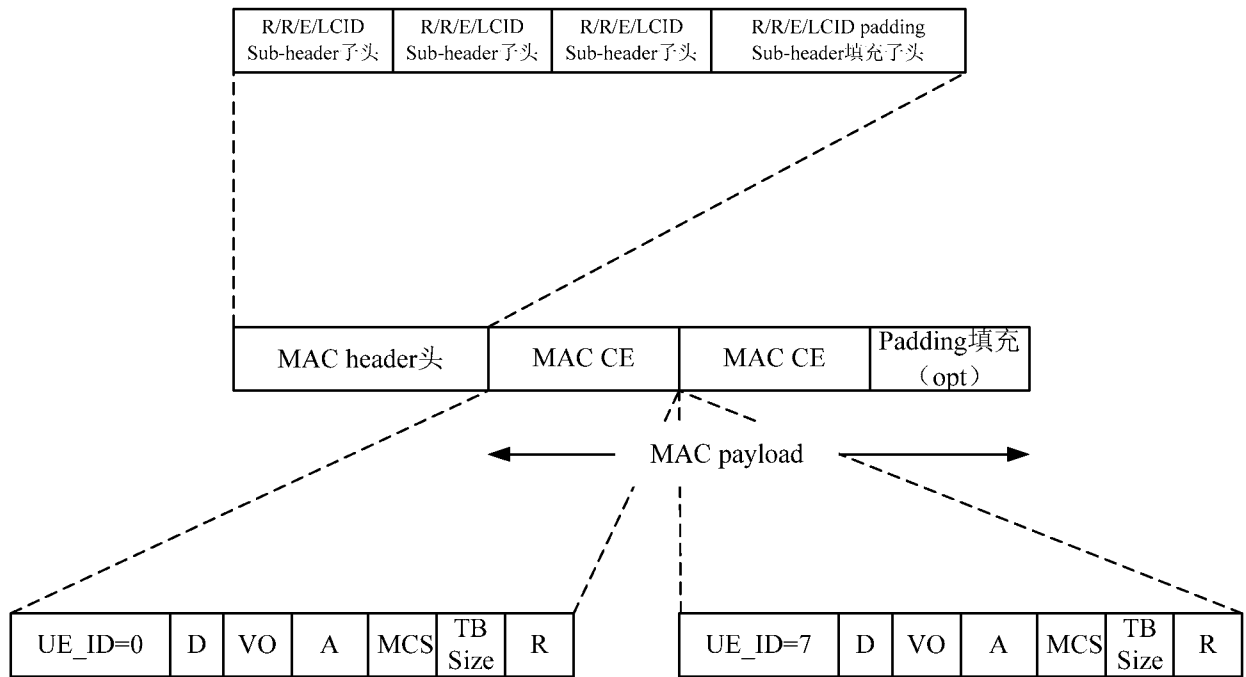 R/R/E/LCID
Sub-header子头
R/R/E/LCID
Sub-header子头
R/R/E/LCID
Sub-header子头
R/R/E/LCID padding
Sub-header填充子头
MAC header头
MAC CE
MAC CE
Padding填充
（opt）
MAC payload
UE_ID=0
D
VO
A
MCS
TB
Size
R
UE_ID=7
D
VO
A
MCS
TB
Size
R